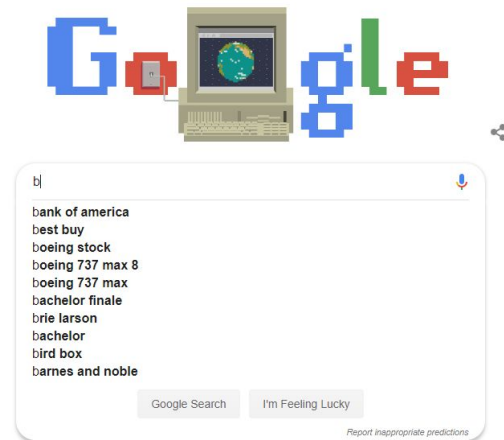 Google
b
bank of america
best buy
boeing stock
boeing 737 max 8
boeing 737 max
bachelor finale
brie larson
bachelor
bird box
barnes and noble
Google Search
I'm Feeling Lucky
Report inappropriate predictions